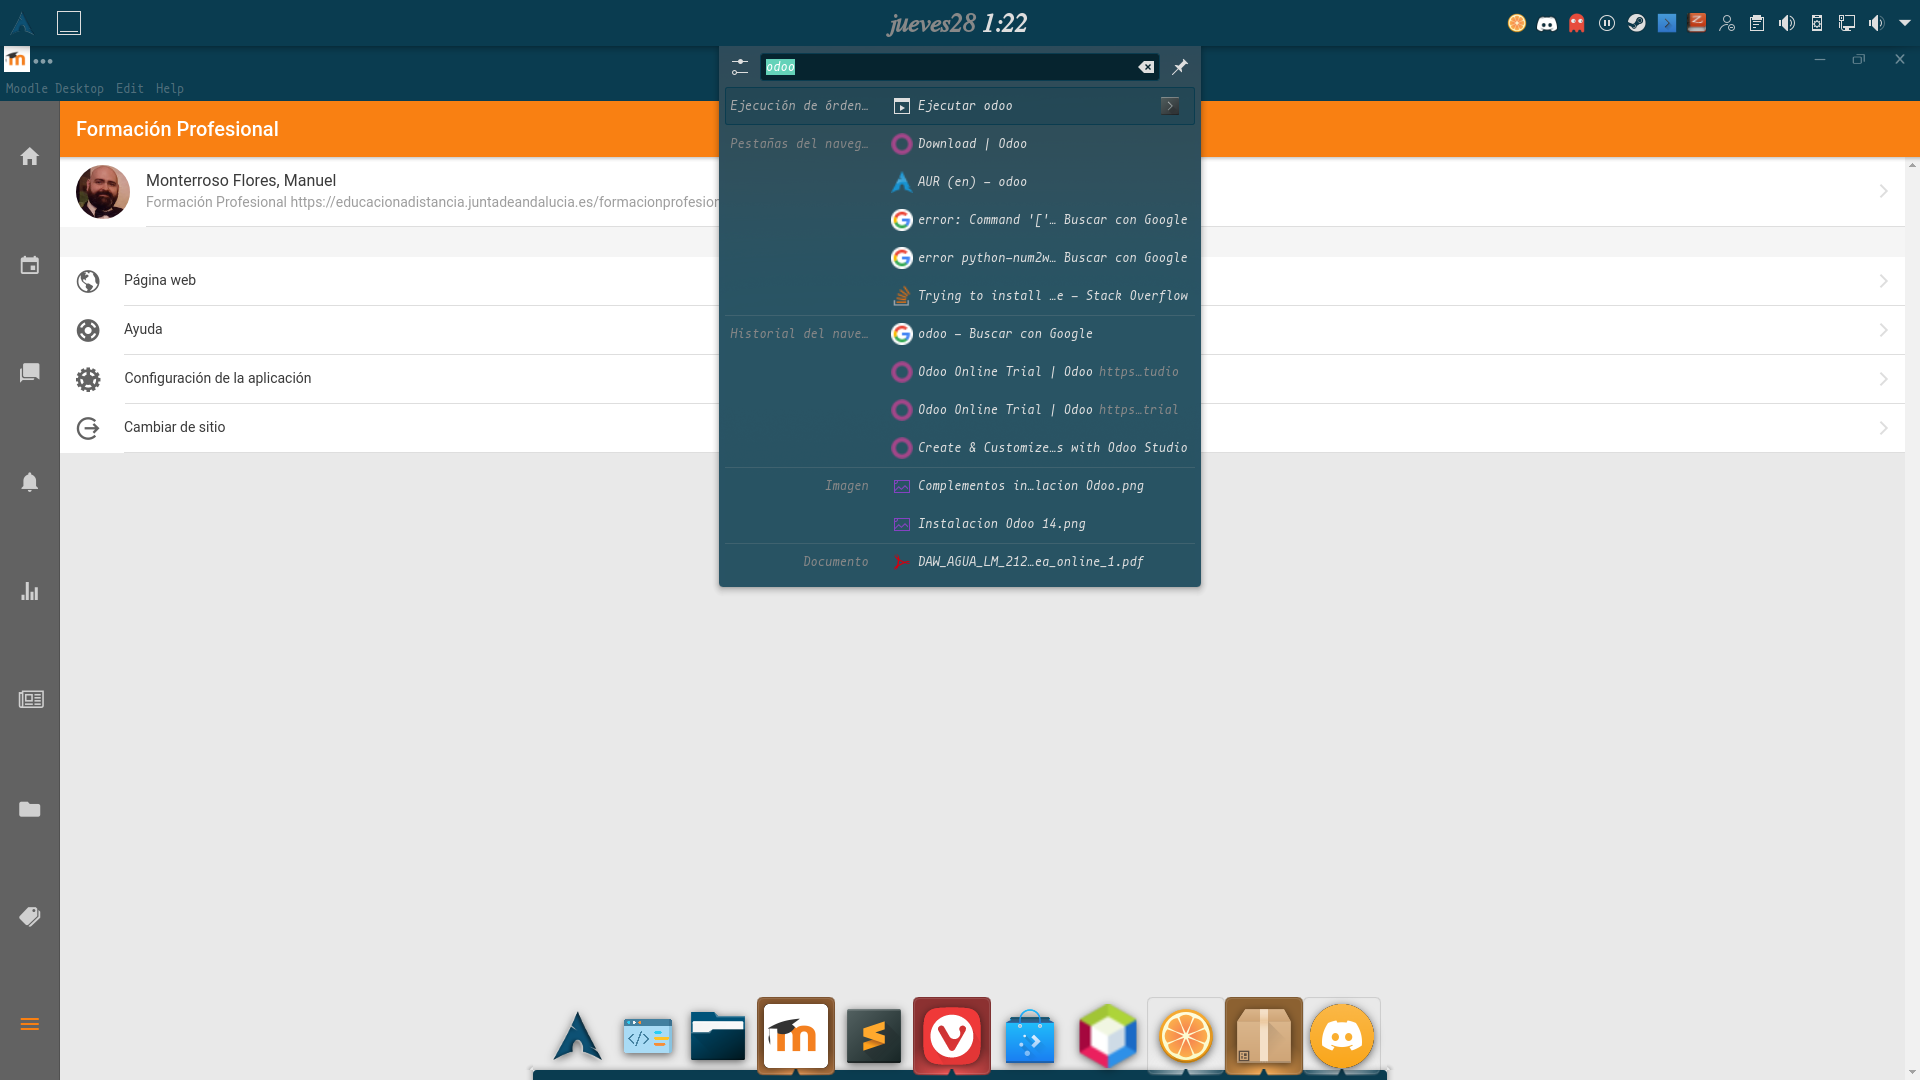 jueves28 1:22
Moodle Desktop Edit Help
odoo
Ejecución de órden… Ejecutar odoo
Pestañas del naveg… Download | Odoo
AUR (en) – odoo
error: Command '['… Buscar con Google
error python-num2w… Buscar con Google
Trying to install …e – Stack Overflow
Historial del nave… odoo – Buscar con Google
Odoo Online Trial | Odoo https…tudio
Odoo Online Trial | Odoo https…trial
Create & Customize…s with Odoo Studio
Imagen Complementos in…lacion Odoo.png
Instalacion Odoo 14.png
Documento DAW_AGUA_LM_212…ea_online_1.pdf
Formación Profesional
Monterroso Flores, Manuel
Formación Profesional https://educacionadistancia.juntadeandalucia.es/formacionprofesion
Página web
Ayuda
Configuración de la aplicación
Cambiar de sitio